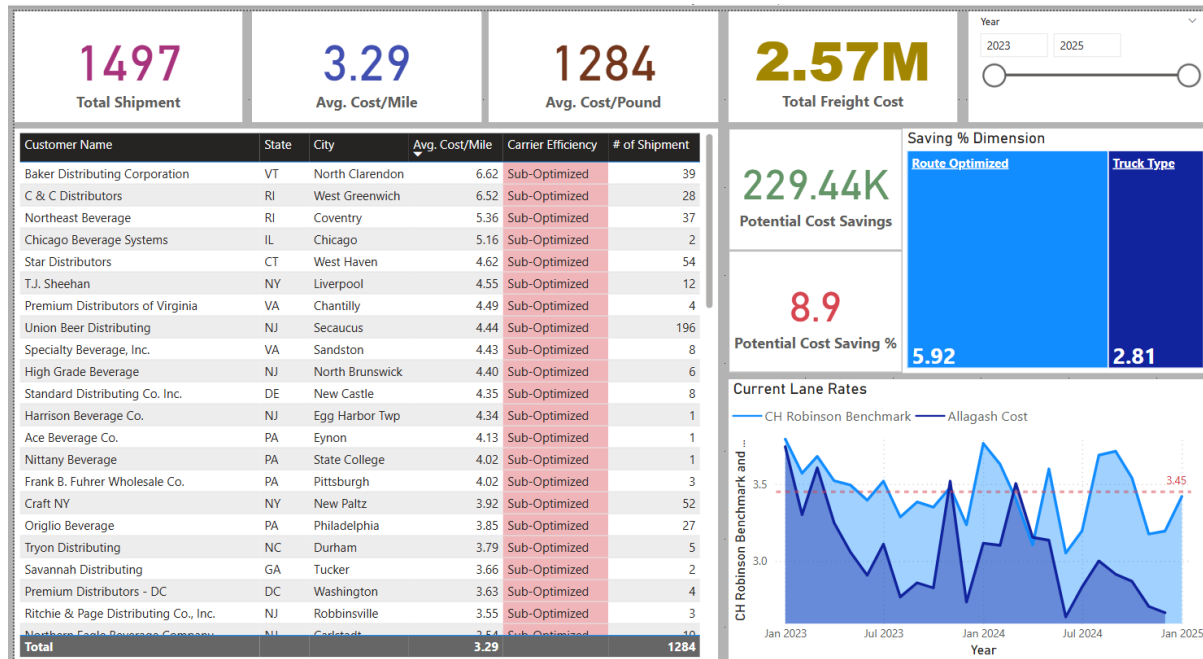 1497
Total Shipment
3.29
Avg. Cost/Mile
1284
Avg. Cost/Pound
2.57M
Total Freight Cost
Year
2023 2025
Customer Name State City Avg. Cost/Mile Carrier Efficiency # of Shipment
Baker Distributing Corporation VT North Clarendon 6.62 Sub-Optimized 39
C & C Distributors RI West Greenwich 6.52 Sub-Optimized 28
Northeast Beverage RI Coventry 5.36 Sub-Optimized 37
Chicago Beverage Systems IL Chicago 5.16 Sub-Optimized 2
Star Distributors CT West Haven 4.62 Sub-Optimized 54
T.J. Sheehan NY Liverpool 4.55 Sub-Optimized 12
Premium Distributors of Virginia VA Chantilly 4.49 Sub-Optimized 4
Union Beer Distributing NJ Secaucus 4.44 Sub-Optimized 196
Specialty Beverage, Inc. VA Sandston 4.43 Sub-Optimized 8
High Grade Beverage NJ North Brunswick 4.40 Sub-Optimized 6
Standard Distributing Co. Inc. DE New Castle 4.35 Sub-Optimized 8
Harrison Beverage Co. NJ Egg Harbor Twp 4.34 Sub-Optimized 1
Ace Beverage Co. PA Eynon 4.13 Sub-Optimized 1
Nittany Beverage PA State College 4.02 Sub-Optimized 1
Frank B. Fuhrer Wholesale Co. PA Pittsburgh 4.02 Sub-Optimized 3
Craft NY NY New Paltz 3.92 Sub-Optimized 52
Origlio Beverage PA Philadelphia 3.85 Sub-Optimized 27
Tryon Distributing NC Durham 3.79 Sub-Optimized 5
Savannah Distributing GA Tucker 3.66 Sub-Optimized 2
Premium Distributors - DC DC Washington 3.63 Sub-Optimized 4
Ritchie & Page Distributing Co., Inc. NJ Robbinsville 3.55 Sub-Optimized 3
Northern Eagle Beverage Company NJ Carlstadt 3.54 Sub-Optimized 10
Total 3.29 1284
229.44K
Potential Cost Savings
8.9
Potential Cost Saving %
Saving % Dimension
Route Optimized
5.92
Truck Type
2.81
Current Lane Rates
CH Robinson Benchmark Allagash Cost
CH Robinson Benchmark and ...
3.5
3.0
3.45
Jan 2023 Jul 2023 Jan 2024 Jul 2024 Jan 2025
Year